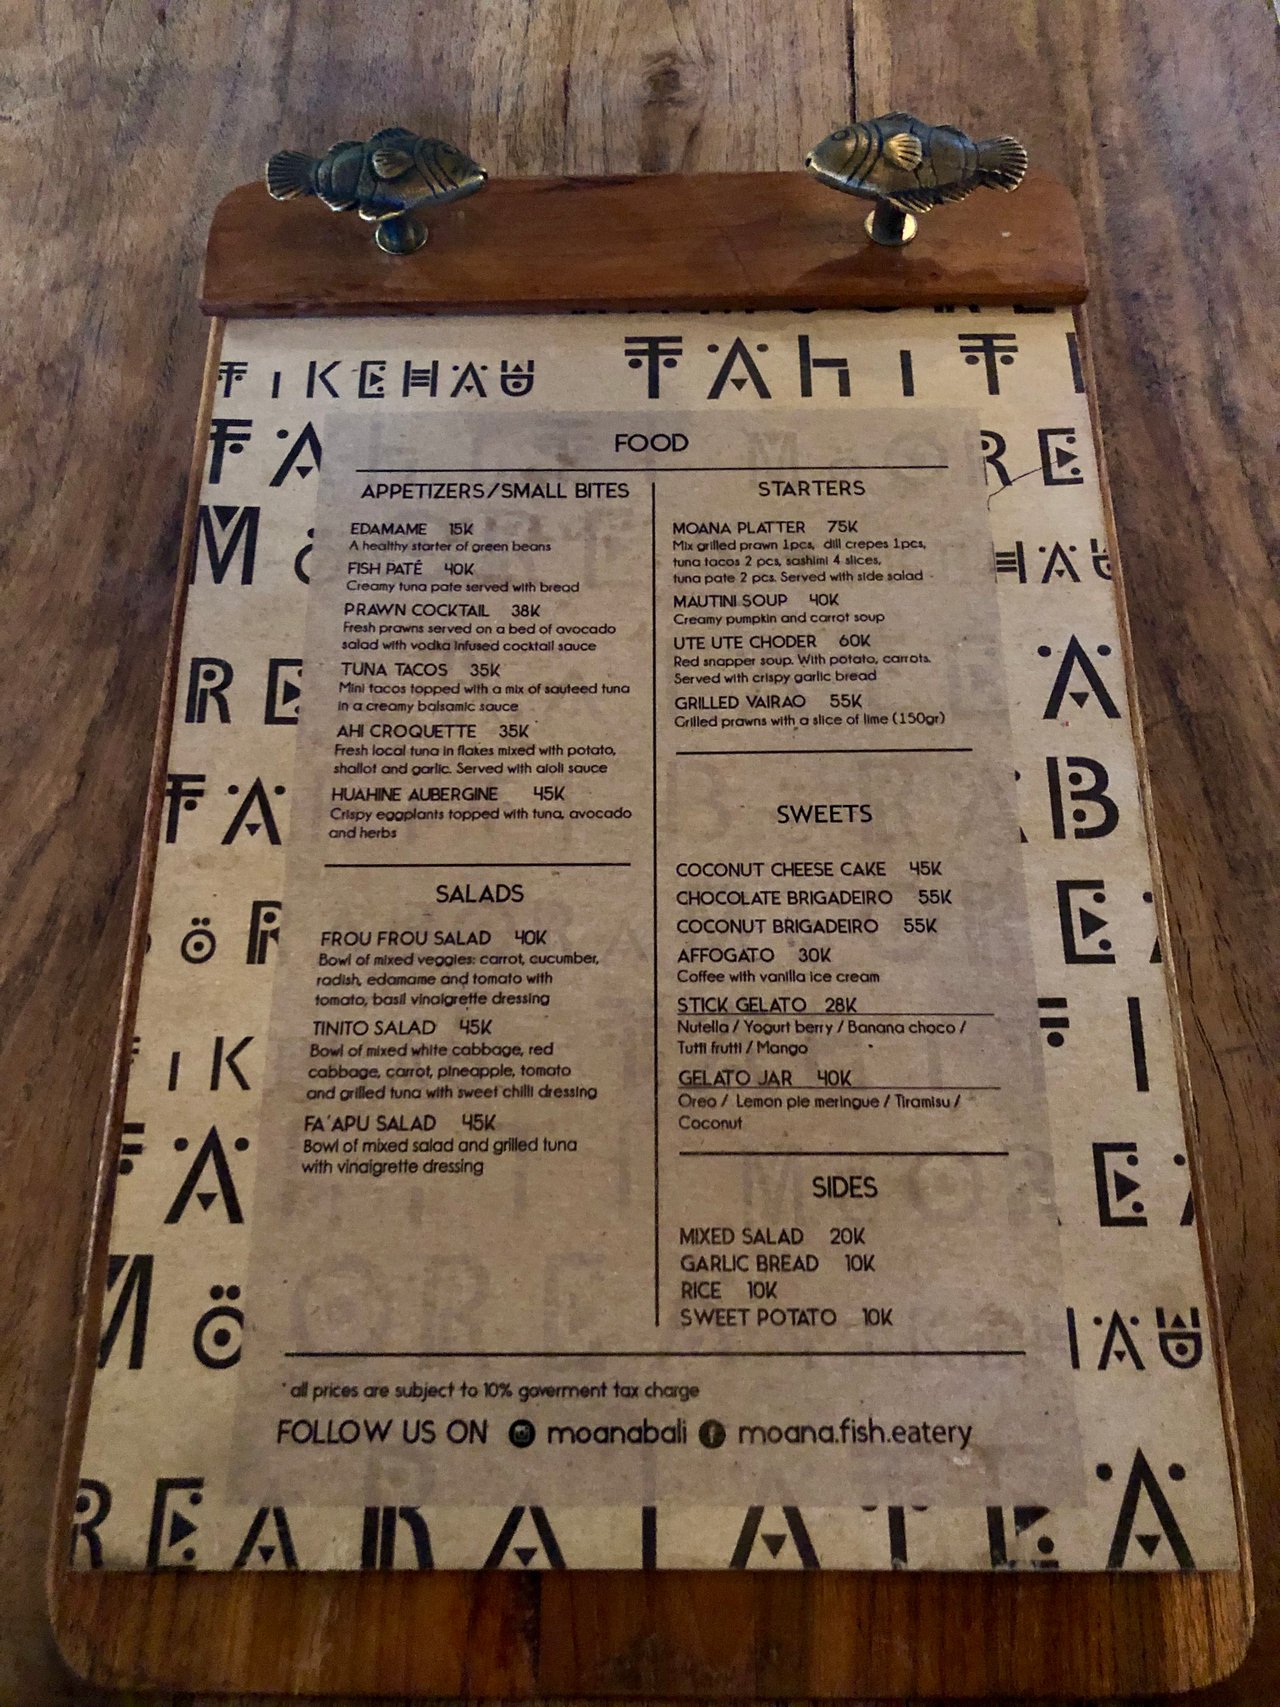 TIKEHAU TAHITI
FOOD
APPETIZERS/SMALL BITES
EDAMAME 15K
A healthy starter of green beans
FISH PATÉ 40K
Creamy tuna pate served with bread
PRAWN COCKTAIL 38K
Fresh prawns served on a bed of avocado
salad with vodka infused cocktail sauce
TUNA TACOS 35K
Mini tacos topped with a mix of sauteed tuna
in a creamy balsamic sauce
AHI CROQUETTE 35K
Fresh local tuna in flakes mixed with potato,
shallot and garlic. Served with aioli sauce
HUAHINE AUBERGINE 45K
Crispy eggplants topped with tuna, avocado
and herbs
SALADS
FROU FROU SALAD 40K
Bowl of mixed veggies: carrot, cucumber,
radish, edamame and tomato with
tomato, basil vinaigrette dressing
TINITO SALAD 45K
Bowl of mixed white cabbage, red
cabbage, carrot, pineapple, tomato
and grilled tuna with sweet chilli dressing
FA'APU SALAD 45K
Bowl of mixed salad and grilled tuna
with vinaigrette dressing
STARTERS
MOANA PLATTER 75K
Mix grilled prawn 1pcs, dill crepes 1pcs,
tuna tacos 2 pcs, sashimi 4 slices,
tuna pate 2 pcs. Served with side salad
MAUTINI SOUP 40K
Creamy pumpkin and carrot soup
UTE UTE CHODER 60K
Red snapper soup. With potato, carrots.
Served with crispy garlic bread
GRILLED VAIRAO 55K
Grilled prawns with a slice of lime (150gr)
SWEETS
COCONUT CHEESE CAKE 45K
CHOCOLATE BRIGADEIRO 55K
COCONUT BRIGADEIRO 55K
AFFOGATO 30K
Coffee with vanilla ice cream
STICK GELATO 28K
Nutella / Yogurt berry / Banana choco /
Tutti frutti / Mango
GELATO JAR 40K
Oreo / Lemon pie meringue / Tiramisu /
Coconut
SIDES
MIXED SALAD 20K
GARLIC BREAD 10K
RICE 10K
SWEET POTATO 10K
* all prices are subject to 10% goverment tax charge
FOLLOW US ON moanabali moana.fish.eatery